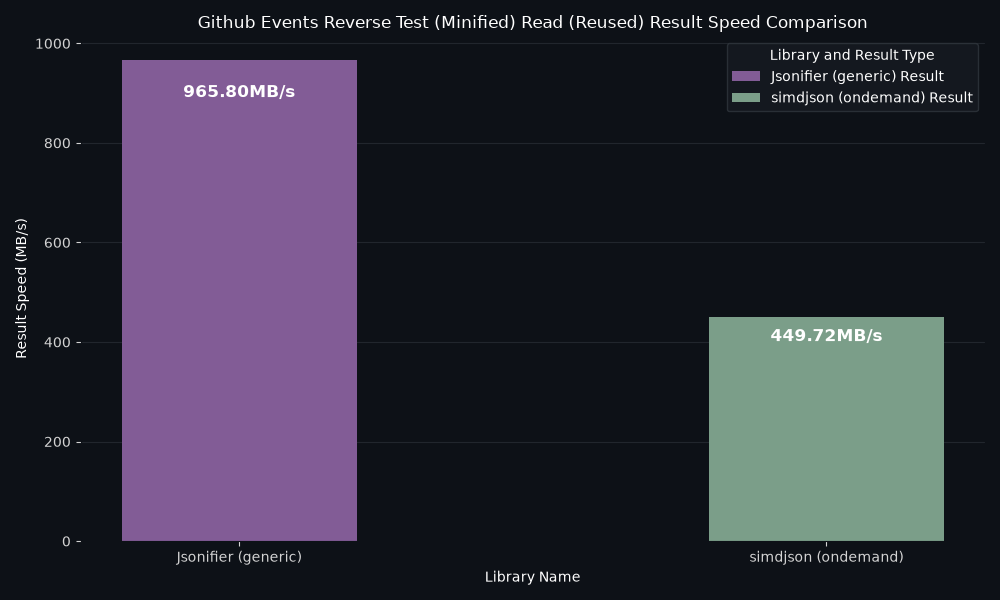 Github Events Reverse Test (Minified) Read (Reused) Result Speed Comparison
Library and Result Type
Jsonifier (generic) Result
simdjson (ondemand) Result
965.80MB/s
449.72MB/s
1000
800
600
400
200
0
Result Speed (MB/s)
Jsonifier (generic)
simdjson (ondemand)
Library Name